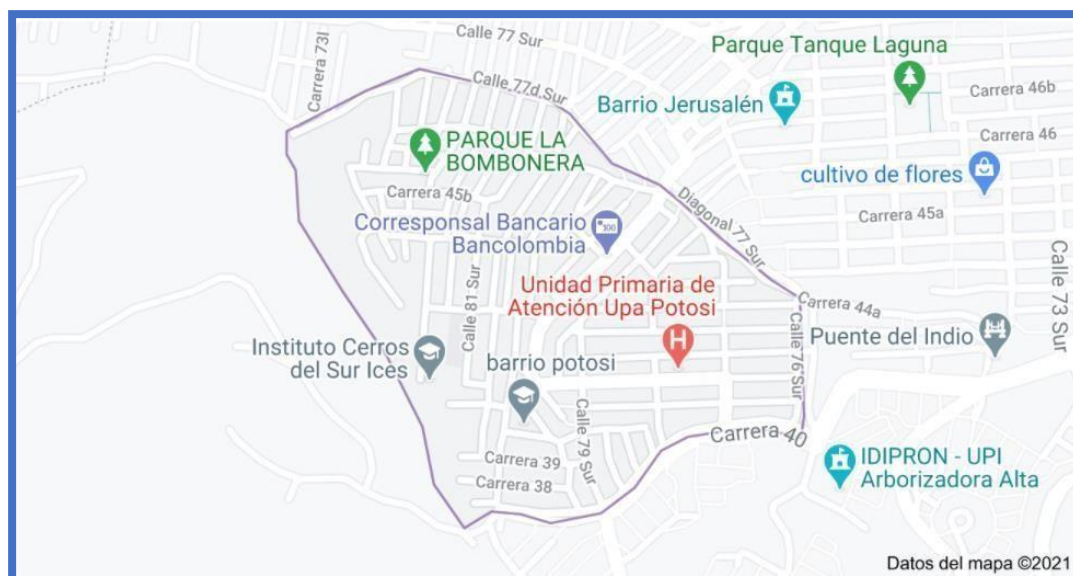 Calle 77 Sur
Parque Tanque Laguna
Carrera 73I
Calle 77d Sur
Barrio Jerusalén
Carrera 46b
PARQUE LA
BOMBONERA
Carrera 46
cultivo de flores
Carrera 45b
Corresponsal Bancario
Bancolombia
Diagonal 77 Sur
Carrera 45a
Calle 73 Sur
Unidad Primaria de
Atención Upa Potosi
Carrera 44a
Calle 81 Sur
Calle 76 Sur
Puente del Indio
Instituto Cerros
del Sur Ices
barrio potosi
Calle 79 Sur
Carrera 40
Carrera 39
Carrera 38
IDIPRON - UPI
Arborizadora Alta
Datos del mapa ©2021